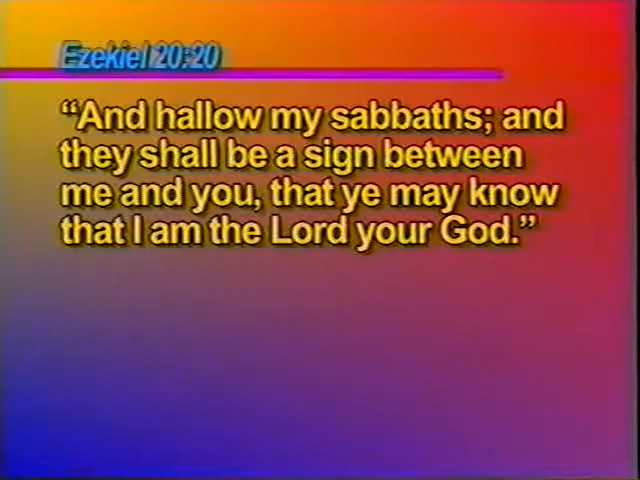 Ezekiel 20:20
“And hallow my sabbaths; and
they shall be a sign between
me and you, that ye may know
that I am the Lord your God.”